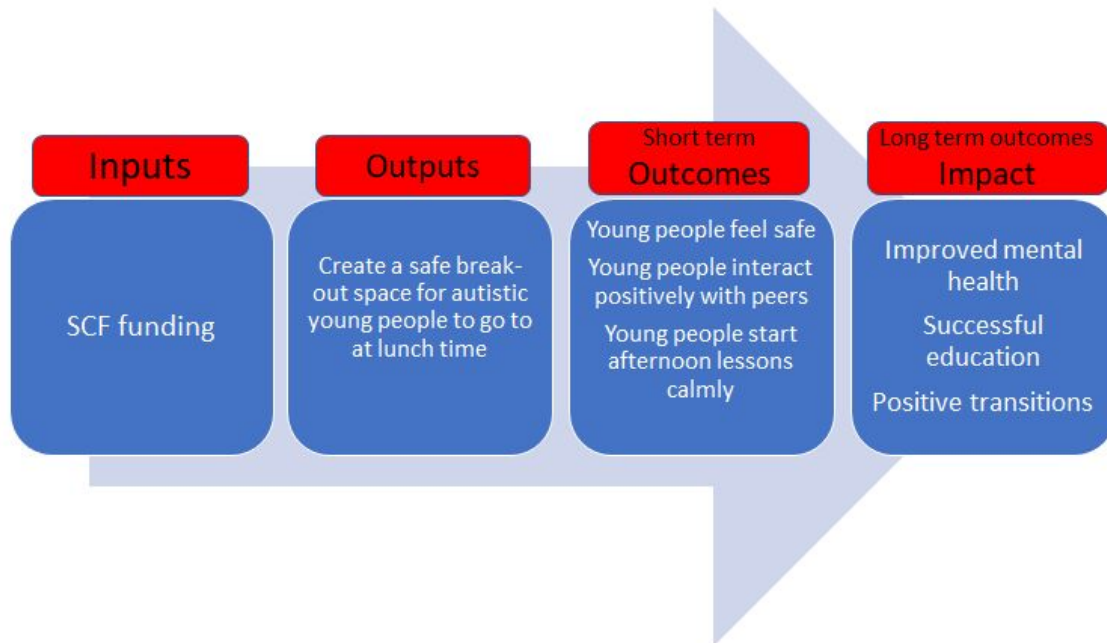 Inputs
SCF funding
Outputs
Create a safe break-
out space for autistic
young people to go to
at lunch time
Short term
Outcomes
Young people feel safe
Young people interact
positively with peers
Young people start
afternoon lessons
calmly
Long term outcomes
Impact
Improved mental
health
Successful
education
Positive transitions